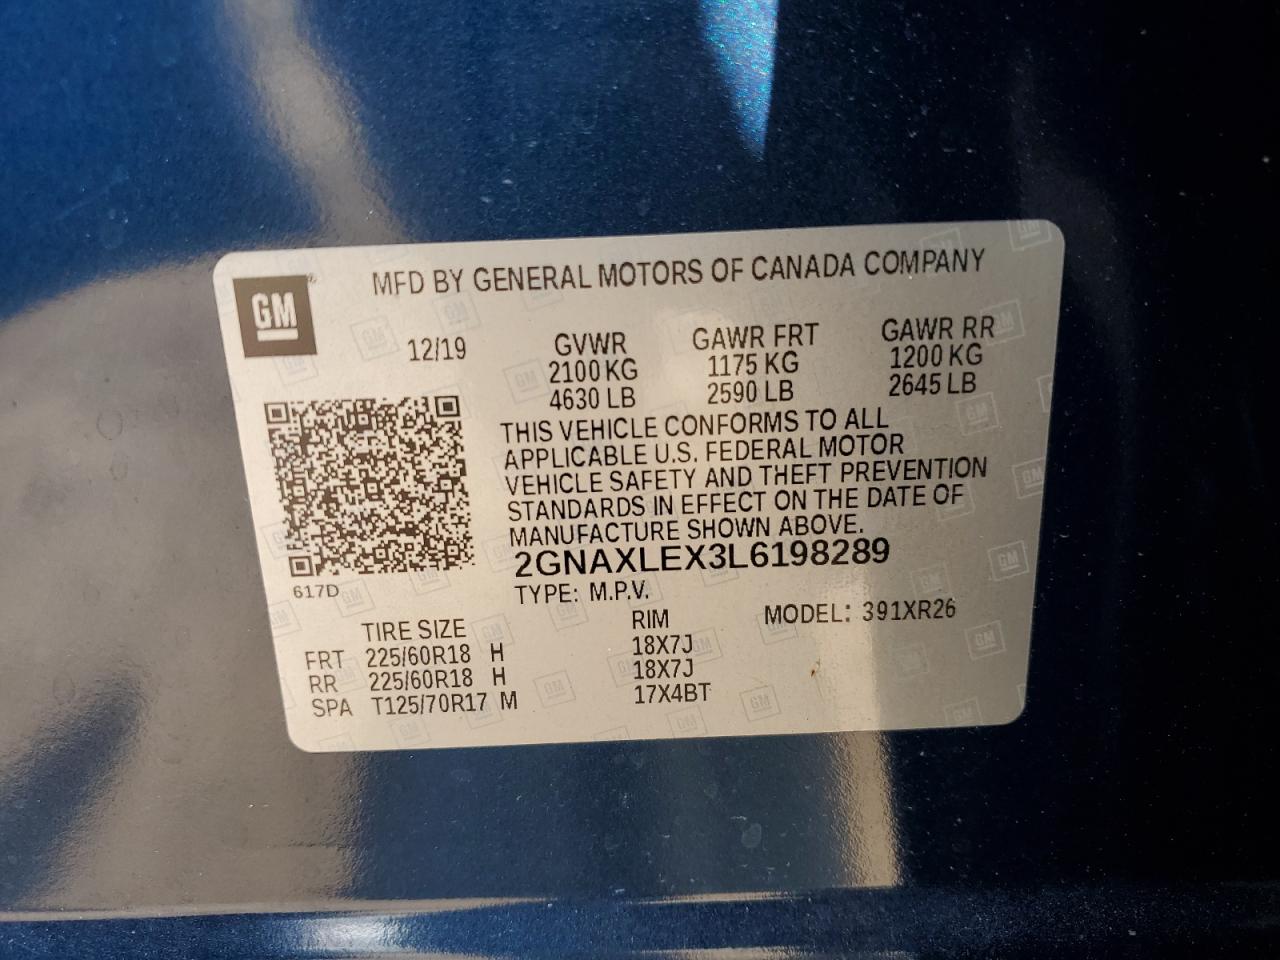 GM
MFD BY GENERAL MOTORS OF CANADA COMPANY
12/19
GVWR GAWR FRT GAWR RR
2100 KG 1175 KG 1200 KG
4630 LB 2590 LB 2645 LB
THIS VEHICLE CONFORMS TO ALL
APPLICABLE U.S. FEDERAL MOTOR
VEHICLE SAFETY AND THEFT PREVENTION
STANDARDS IN EFFECT ON THE DATE OF
MANUFACTURE SHOWN ABOVE.
2GNAXLEX3L6198289
617D
TYPE: M.P.V.
TIRE SIZE RIM MODEL: 391XR26
FRT 225/60R18 H 18X7J
RR 225/60R18 H 18X7J
SPA T125/70R17 M 17X4BT